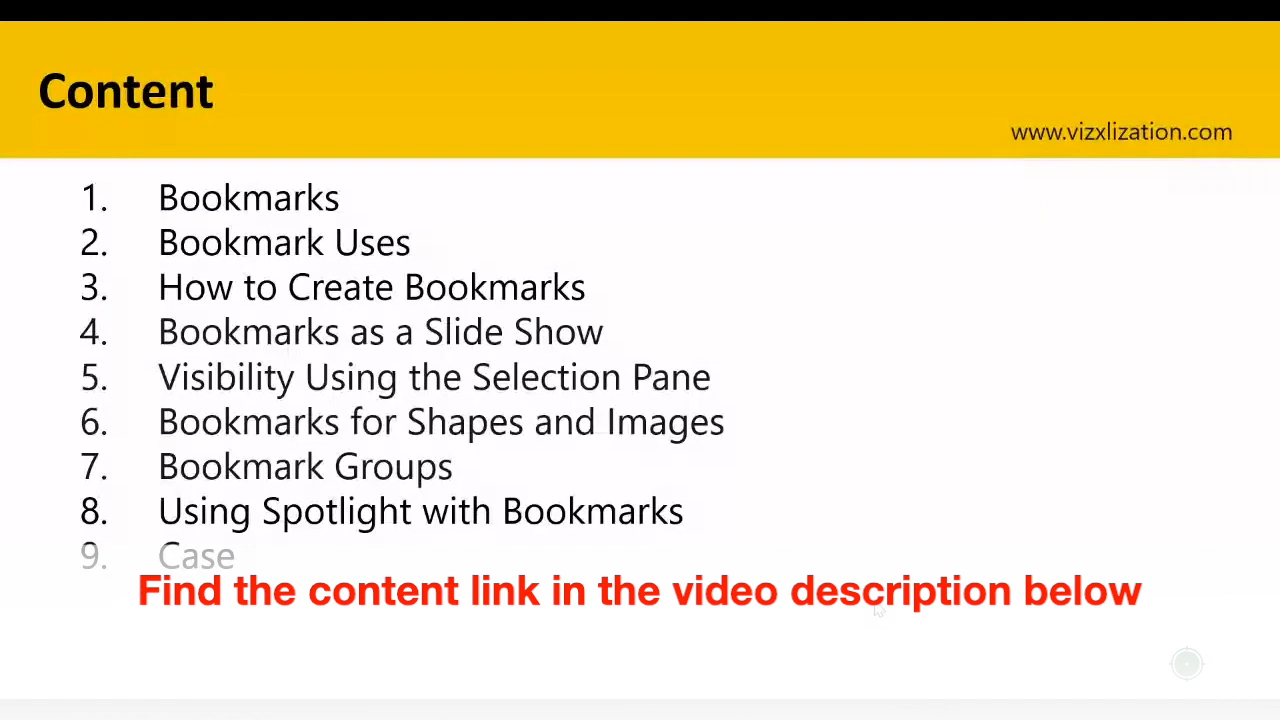 Content
www.vizxlization.com
1. Bookmarks
2. Bookmark Uses
3. How to Create Bookmarks
4. Bookmarks as a Slide Show
5. Visibility Using the Selection Pane
6. Bookmarks for Shapes and Images
7. Bookmark Groups
8. Using Spotlight with Bookmarks
9. Case
Find the content link in the video description below